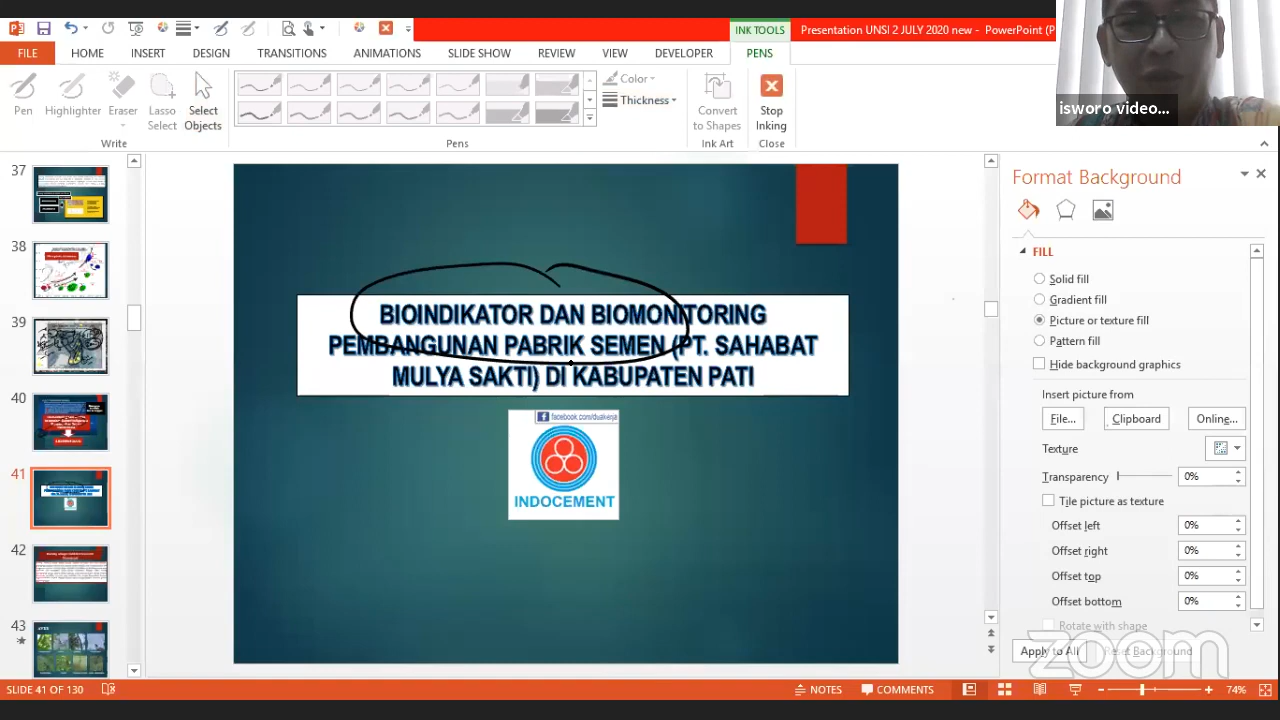 INK TOOLS
Presentation UNSI 2 JULY 2020 new - PowerPoint (P
FILE HOME INSERT DESIGN TRANSITIONS ANIMATIONS SLIDE SHOW REVIEW VIEW DEVELOPER PENS
Pen
Highlighter
Eraser
Lasso Select
Select Objects
Color
Thickness
Convert to Shapes
Stop Inking
Write
Pens
Ink Art
Close
isworo video...
37
38
39
40
41
42
43
BIOINDIKATOR DAN BIOMONITORING
PEMBANGUNAN PABRIK SEMEN (PT. SAHABAT
MULYA SAKTI) DI KABUPATEN PATI
facebook.com/duakerja
INDOCEMENT
Format Background
FILL
Solid fill
Gradient fill
Picture or texture fill
Pattern fill
Hide background graphics
Insert picture from
File... Clipboard Online...
Texture
Transparency 0%
Tile picture as texture
Offset left 0%
Offset right 0%
Offset top 0%
Offset bottom 0%
Rotate with shape
Apply to All Reset Background
zoom
SLIDE 41 OF 130
NOTES
COMMENTS
74%